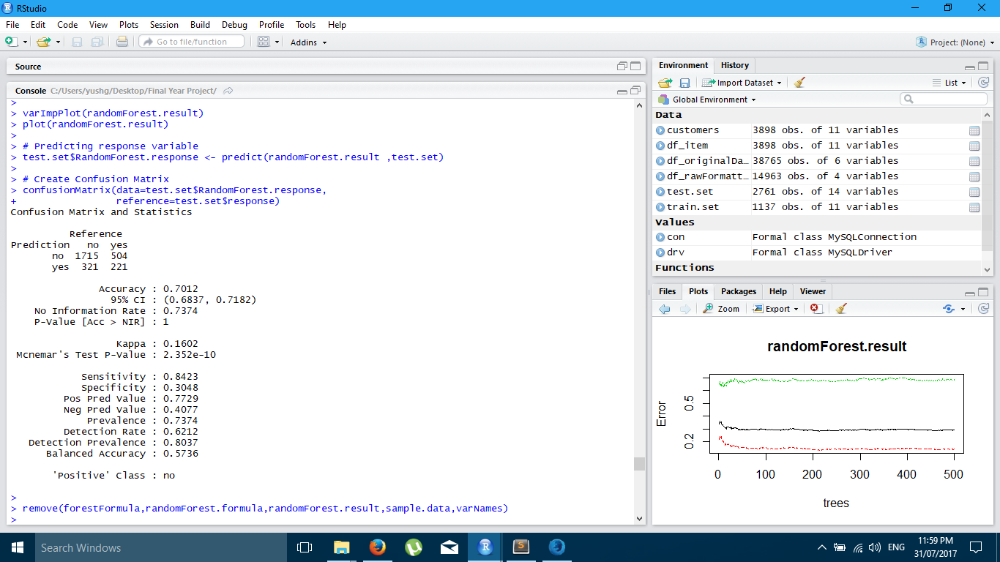 RStudio
File Edit Code View Plots Session Build Debug Profile Tools Help
Go to file/function Addins Project: (None)
Source
Console C:/Users/yushg/Desktop/Final Year Project/
>
> varImpPlot(randomForest.result)
> plot(randomForest.result)
>
> # Predicting response variable
> test.set$RandomForest.response <- predict(randomForest.result ,test.set)
>
> # Create Confusion Matrix
> confusionMatrix(data=test.set$RandomForest.response,
+ reference=test.set$response)
Confusion Matrix and Statistics
Reference
Prediction no yes
no 1715 504
yes 321 221
Accuracy : 0.7012
95% CI : (0.6837, 0.7182)
No Information Rate : 0.7374
P-Value [Acc > NIR] : 1
Kappa : 0.1602
Mcnemar's Test P-Value : 2.352e-10
Sensitivity : 0.8423
Specificity : 0.3048
Pos Pred Value : 0.7729
Neg Pred Value : 0.4077
Prevalence : 0.7374
Detection Rate : 0.6212
Detection Prevalence : 0.8037
Balanced Accuracy : 0.5736
'Positive' Class : no
>
> remove(forestFormula,randomForest.formula,randomForest.result,sample.data,varNames)
>
Environment History
Import Dataset List
Global Environment
Data
customers 3898 obs. of 11 variables
df_item 3898 obs. of 11 variables
df_originalDa… 38765 obs. of 6 variables
df_rawFormatt… 14963 obs. of 4 variables
test.set 2761 obs. of 14 variables
train.set 1137 obs. of 11 variables
Values
con Formal class MySQLConnection
drv Formal class MySQLDriver
Functions
Files Plots Packages Help Viewer
Zoom Export
randomForest.result
Error
0.5
0.2
0 100 200 300 400 500
trees
Search Windows
ENG
11:59 PM
31/07/2017